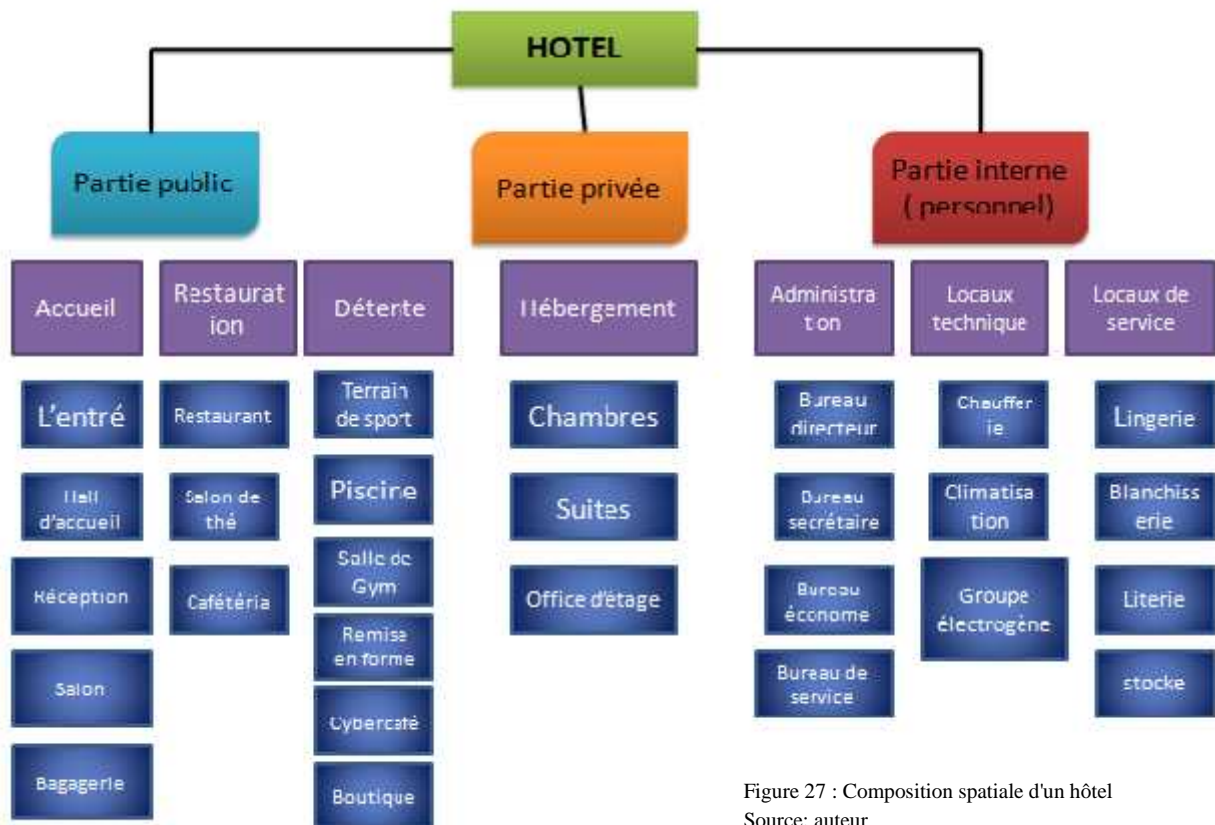 HOTEL
Partie public
Partie privée
Partie interne
( personnel)
Accueil
Restaurat
ion
Détente
Hébergement
Administra
tion
Locaux
technique
Locaux de
service
L'entré
Hall
d'accueil
Réception
Salon
Bagagerie
Restaurant
Salon de
thé
Cafétéria
Terrain
de sport
Piscine
Salle de
Gym
Remise
en forme
Cybercafé
Boutique
Chambres
Suites
Office d'étage
Bureau
directeur
Bureau
secrétaire
Bureau
économe
Bureau de
service
Chauffer
ie
Climatisa
tion
Groupe
électrogène
Lingerie
Blanchiss
erie
Literie
stocke
Figure 27 : Composition spatiale d'un hôtel
Source: auteur